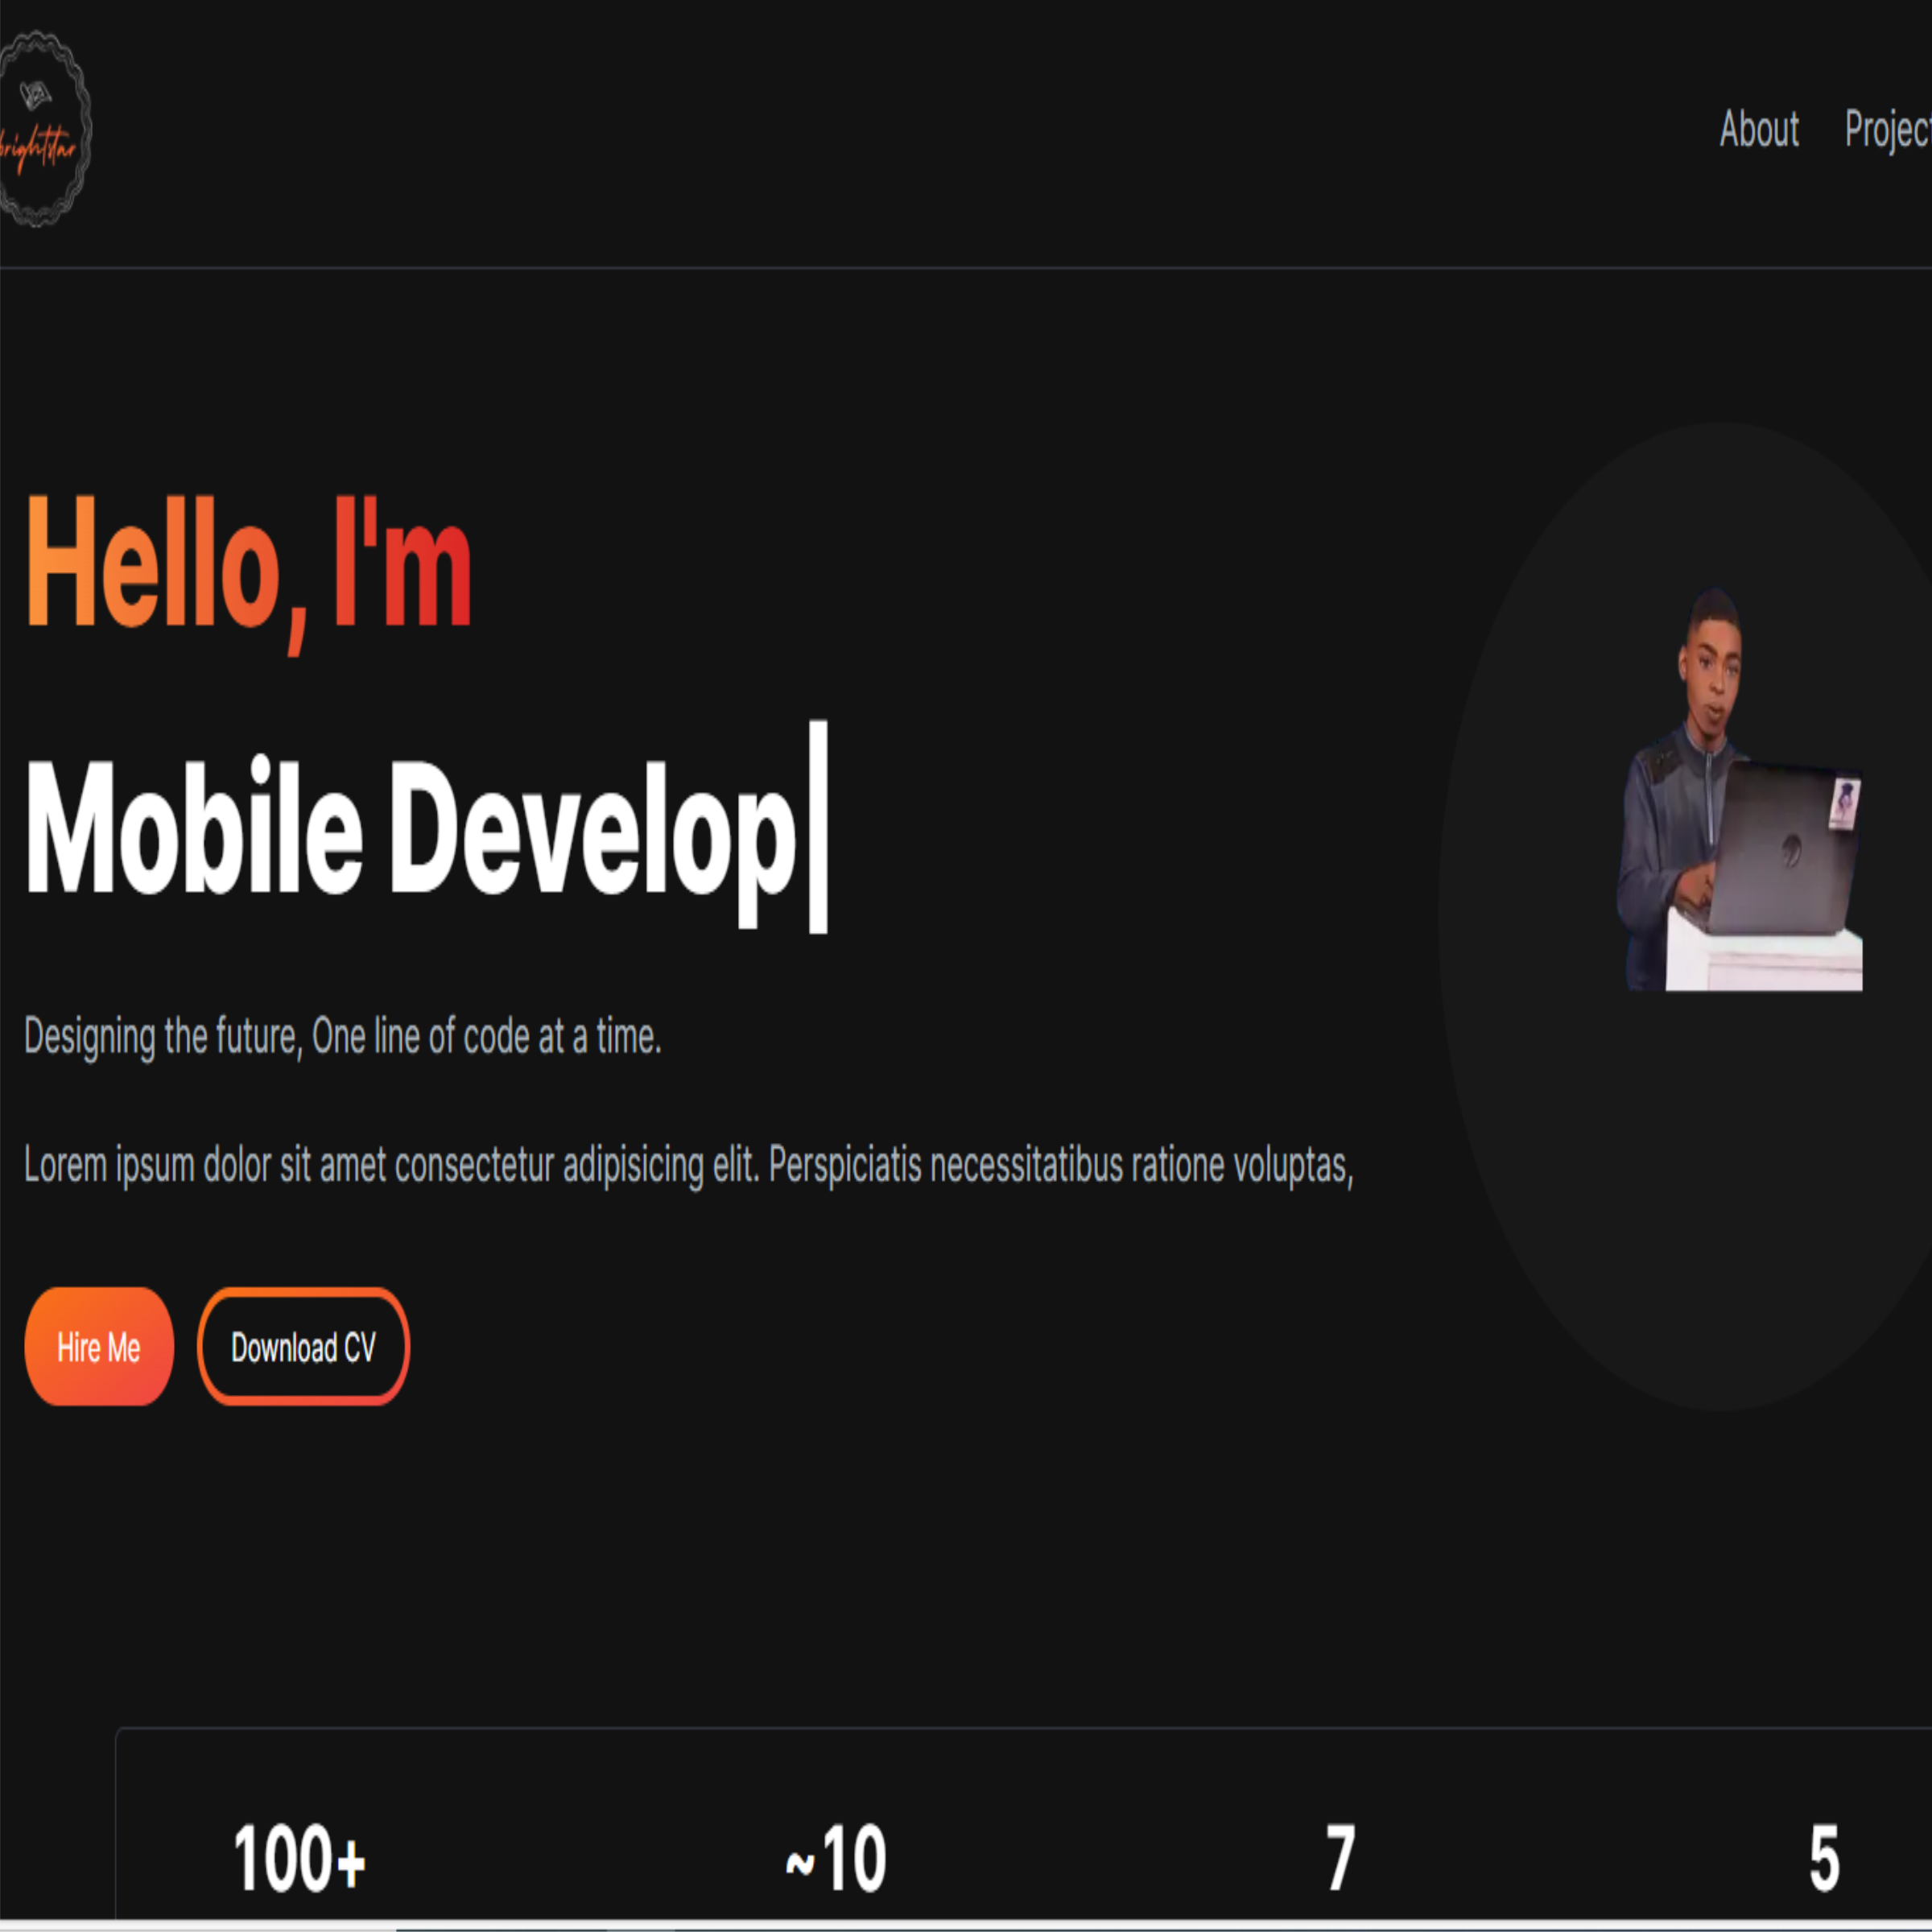 brightstar
About Project
Hello, I'm
Mobile Develop
Designing the future, One line of code at a time.
Lorem ipsum dolor sit amet consectetur adipisicing elit. Perspiciatis necessitatibus ratione voluptas,
Hire Me Download CV
100+ ~10 7 5